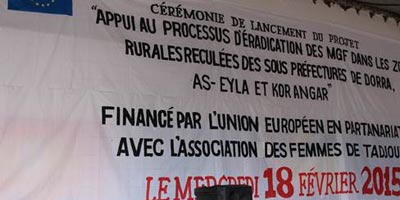 CÉRÉMONIE DE LANCEMENT DU PROJET
"APPUI AU PROCESSUS D'ÉRADICATION DES MGF DANS LES ZO
RURALES RECULÉES DES SOUS PRÉFECTURES DE DORRA,
AS-EYLA ET KOR ANGAR"
FINANCÉ PAR L'UNION EUROPÉEN EN PARTANARIAT
AVEC L'ASSOCIATION DES FEMMES DE TADJOU
LE MERCREDI 18 FÉVRIER 2015